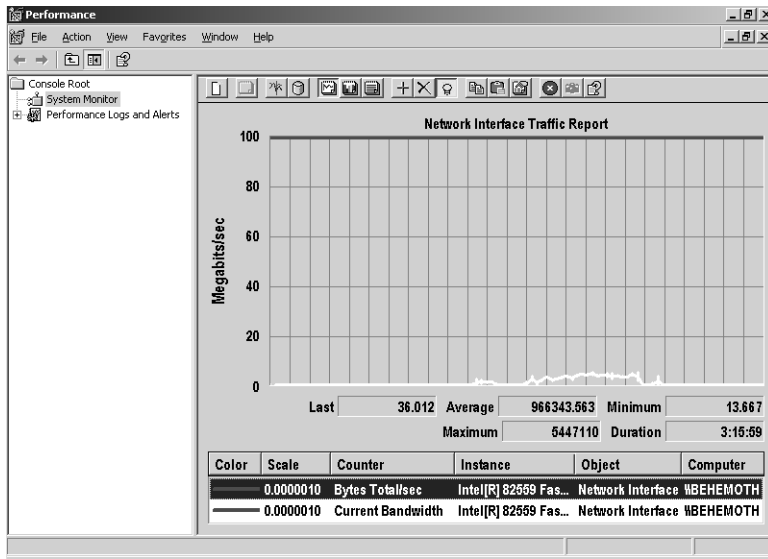 Performance
File Action View Favorites Window Help
Console Root
System Monitor
Performance Logs and Alerts
Network Interface Traffic Report
Megabits/sec
100
80
60
40
20
0
Last 36.012 Average 966343.563 Minimum 13.667
Maximum 5447110 Duration 3:15:59
Color Scale Counter Instance Object Computer
0.0000010 Bytes Total/sec Intel[R] 82559 Fas... Network Interface \\BEHEMOTH
0.0000010 Current Bandwidth Intel[R] 82559 Fas... Network Interface \\BEHEMOTH